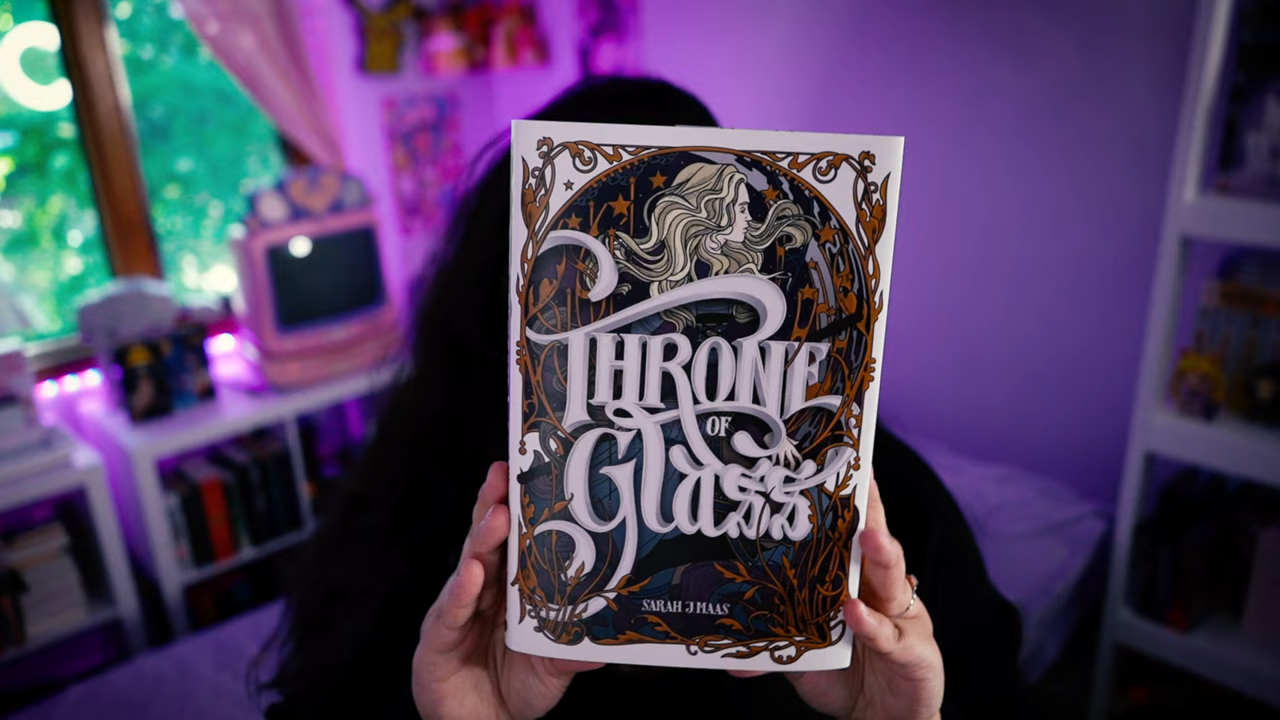 C
THRONE
OF
Glass
SARAH J MAAS